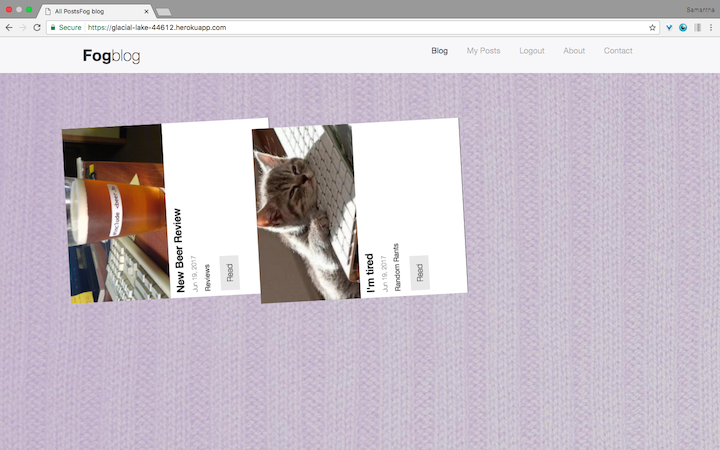 All PostsFog blog
Samantha
Secure
https://glacial-lake-44612.herokuapp.com
Fogblog
Blog
My Posts
Logout
About
Contact
New Beer Review
Jun 19, 2017
Reviews
Read
I'm tired
Jun 19, 2017
Random Rants
Read